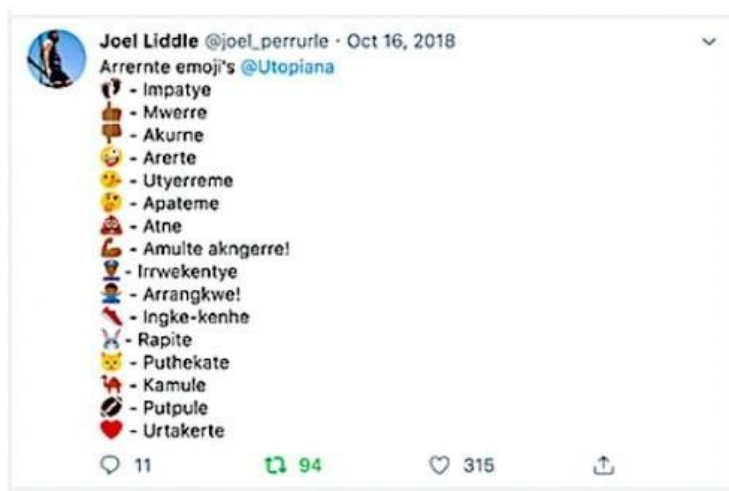 Joel Liddle @joel_perrurle · Oct 16, 2018
Arrernte emoji's @Utopiana
👣 - Impatye
👍🏾 - Mwerre
👎🏾 - Akurne
🤪 - Arerte
🤥 - Utyerreme
🤔 - Apateme
💩 - Atne
💪🏾 - Amulte akngerre!
👮🏾 - Irrwekentye
🙅🏾‍♂️ - Arrangkwe!
👟 - Ingke-kenhe
🐰 - Rapite
🐱 - Puthekate
🐪 - Kamule
🏈 - Putpule
❤️ - Urtakerte
11 94 315